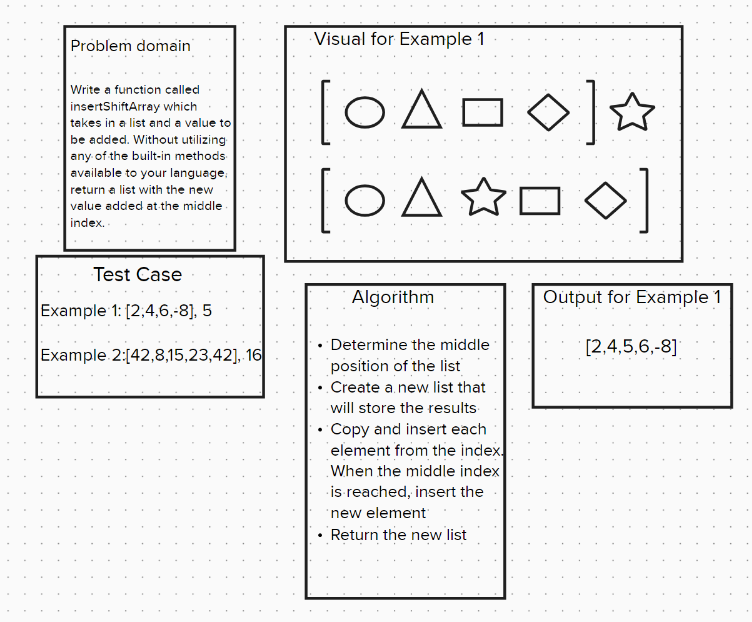 Problem domain
Write a function called
insertShiftArray which
takes in a list and a value to
be added. Without utilizing
any of the built-in methods
available to your language,
return a list with the new
value added at the middle
index.
Visual for Example 1
Test Case
Example 1: [2,4,6,-8], 5
Example 2:[42,8,15,23,42], 16
Algorithm
• Determine the middle
position of the list
• Create a new list that
will store the results
• Copy and insert each
element from the index.
When the middle index
is reached, insert the
new element
• Return the new list
Output for Example 1
[2,4,5,6,-8]